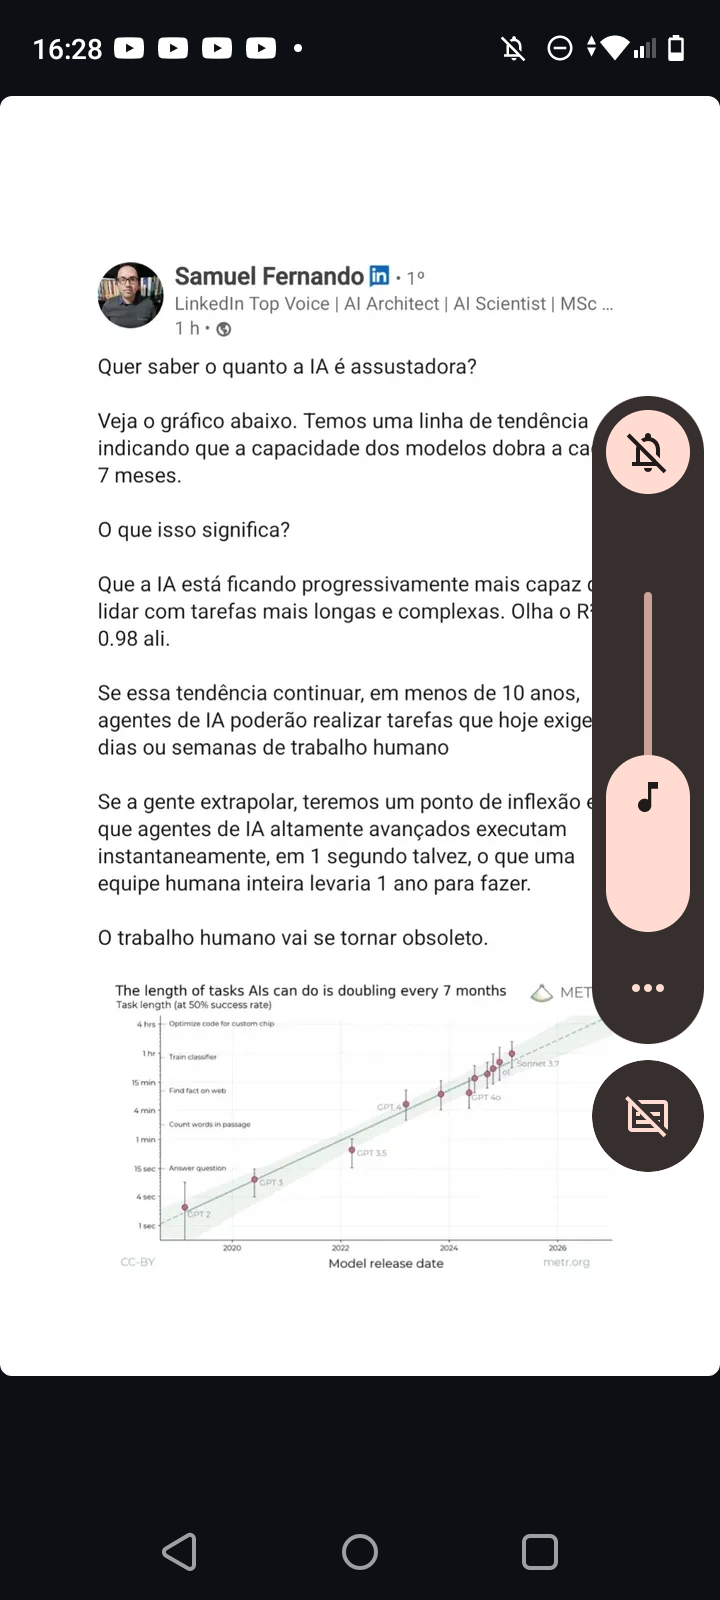 16:28
Samuel Fernando in • 1º
LinkedIn Top Voice | AI Architect | AI Scientist | MSc ...
1 h •
Quer saber o quanto a IA é assustadora?
Veja o gráfico abaixo. Temos uma linha de tendência
indicando que a capacidade dos modelos dobra a
7 meses.
O que isso significa?
Que a IA está ficando progressivamente mais capaz
lidar com tarefas mais longas e complexas. Olha o
0.98 ali.
Se essa tendência continuar, em menos de 10 anos,
agentes de IA poderão realizar tarefas que hoje exige
dias ou semanas de trabalho humano
Se a gente extrapolar, teremos um ponto de inflexão
que agentes de IA altamente avançados executam
instantaneamente, em 1 segundo talvez, o que uma
equipe humana inteira levaria 1 ano para fazer.
O trabalho humano vai se tornar obsoleto.
The length of tasks AIs can do is doubling every 7 months
MET
Task length (at 50% success rate)
4 hrs Optimize code for custom chip
1 hr Train classifier
Sonnet 3.7
o1
15 min Find fact on web
GPT 4o
4 min GPT 4
Count words in passage
1 min
GPT 3.5
15 sec Answer question
GPT 3
4 sec
GPT 2
1 sec
2020 2022 2024 2026
CC-BY Model release date metr.org